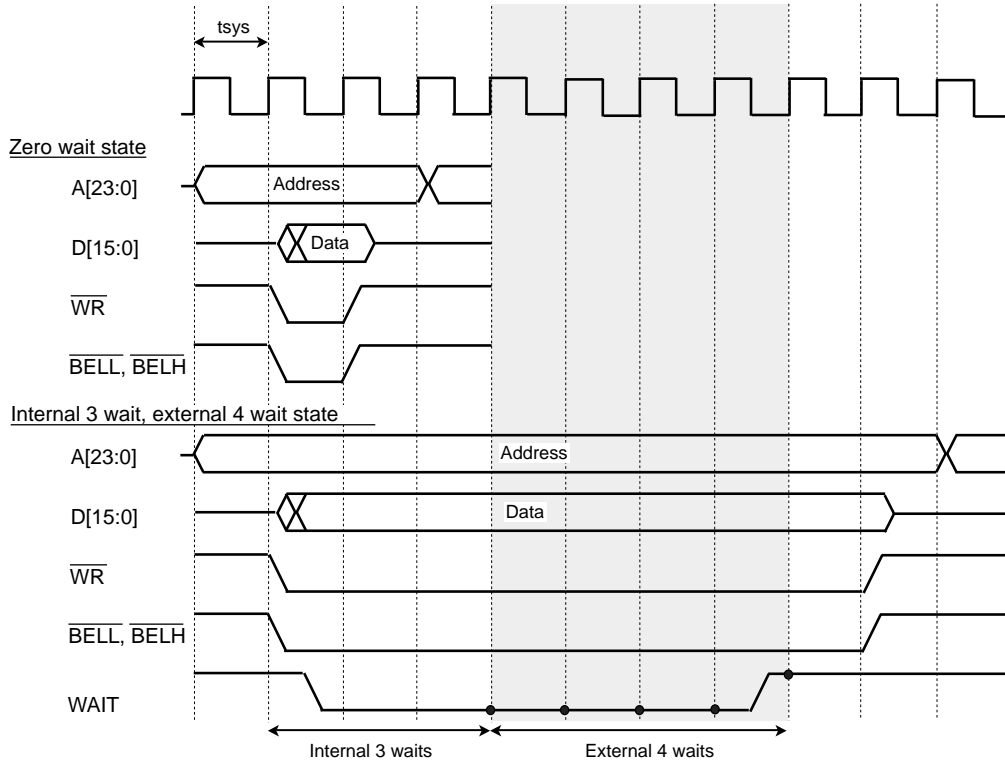 tsys
Zero wait state
A[23:0]
Address
D[15:0]
Data
WR
BELL, BELH
Internal 3 wait, external 4 wait state
A[23:0]
Address
D[15:0]
Data
WR
BELL, BELH
WAIT
Internal 3 waits
External 4 waits